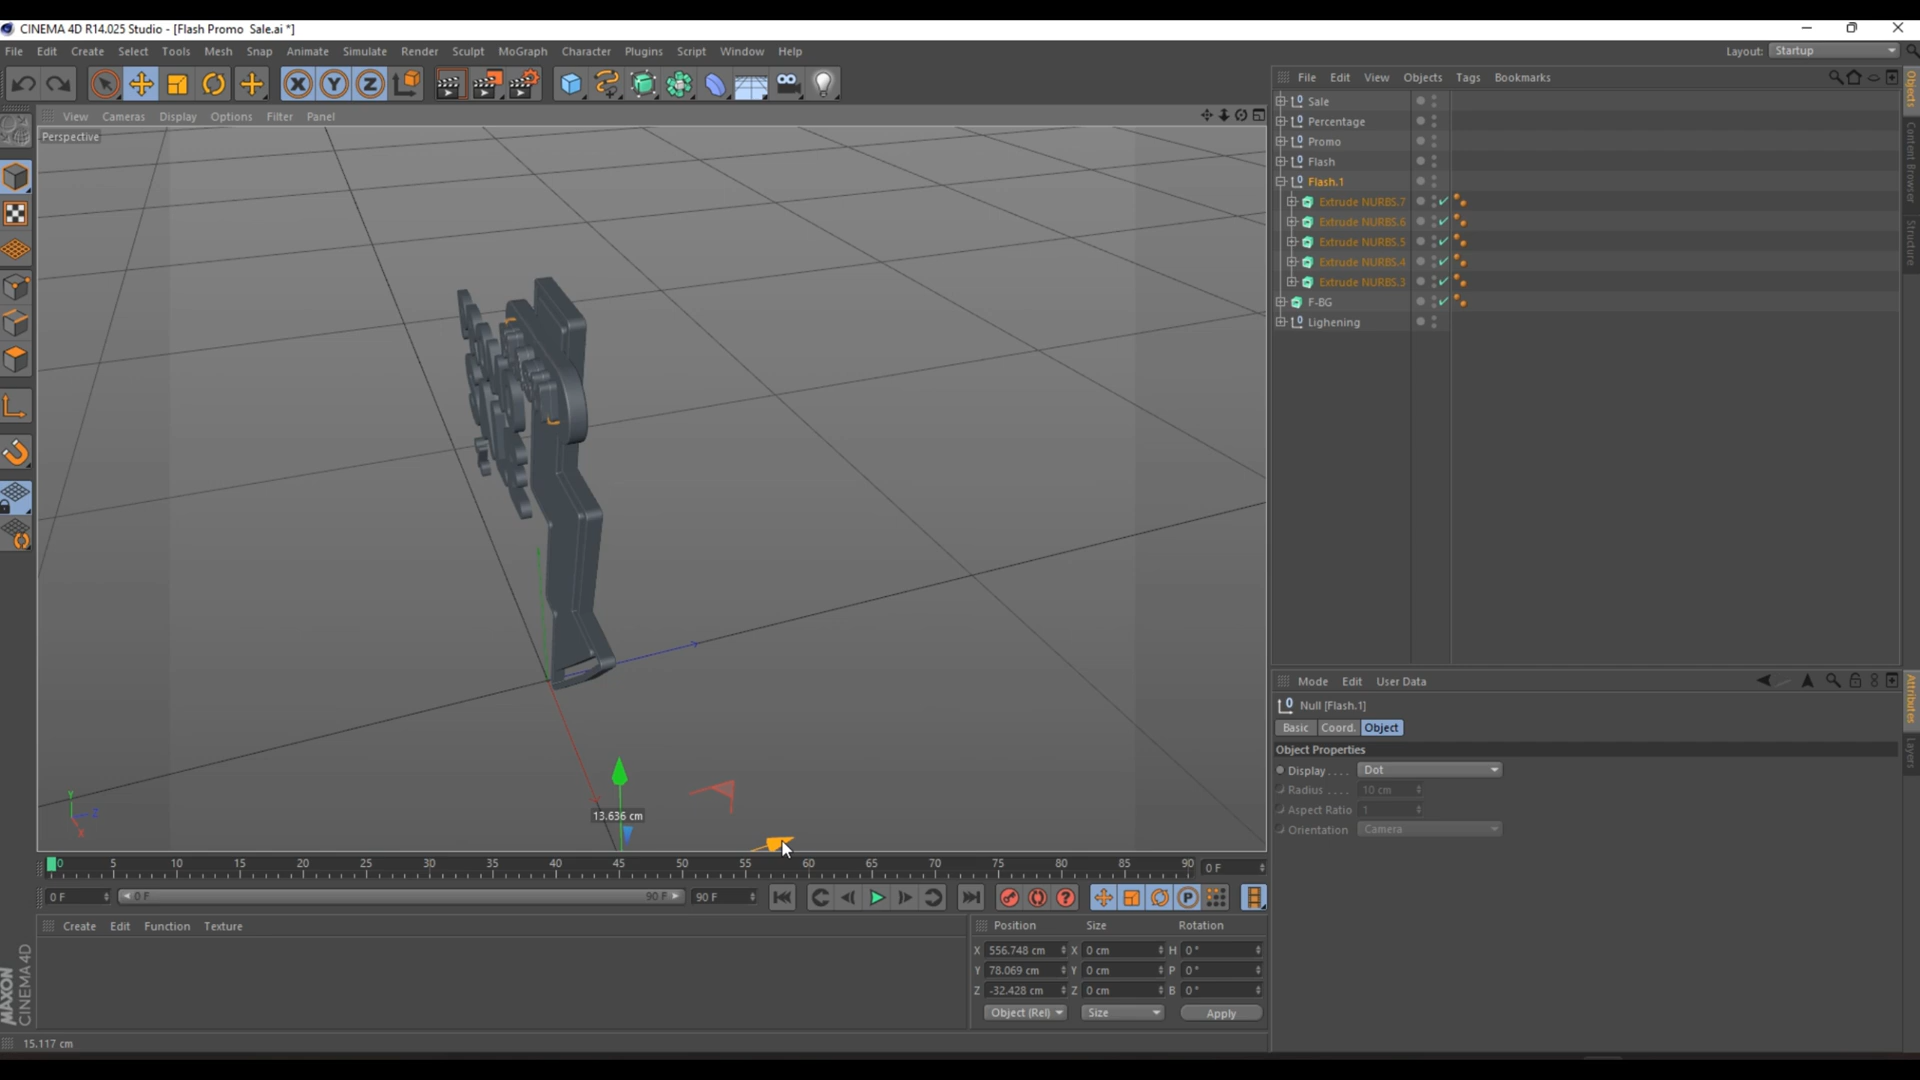 CINEMA 4D R14.025 Studio - [Flash Promo Sale.ai *]
File Edit Create Select Tools Mesh Snap Animate Simulate Render Sculpt MoGraph Character Plugins Script Window Help
Layout: Startup
File Edit View Objects Tags Bookmarks
View Cameras Display Options Filter Panel
Perspective
Sale
Percentage
Promo
Flash
Flash.1
Extrude NURBS.7
Extrude NURBS.6
Extrude NURBS.5
Extrude NURBS.4
Extrude NURBS.3
F-BG
Lighening
Objects
Content Browser
Structure
Mode Edit User Data
Null [Flash.1]
Basic Coord. Object
Object Properties
Display . . . . Dot
Radius . . . . 10 cm
Aspect Ratio 1
Orientation Camera
Attributes
Layers
X Y Z
Y
Z
X
13.636 cm
0 5 10 15 20 25 30 35 40 45 50 55 60 65 70 75 80 85 90 0 F
0 F 0 F 90 F 90 F
Create Edit Function Texture
Position Size Rotation
X 556.748 cm X 0 cm H 0 °
Y 78.069 cm Y 0 cm P 0 °
Z -32.428 cm Z 0 cm B 0 °
Object (Rel) Size Apply
MAXON
CINEMA 4D
15.117 cm